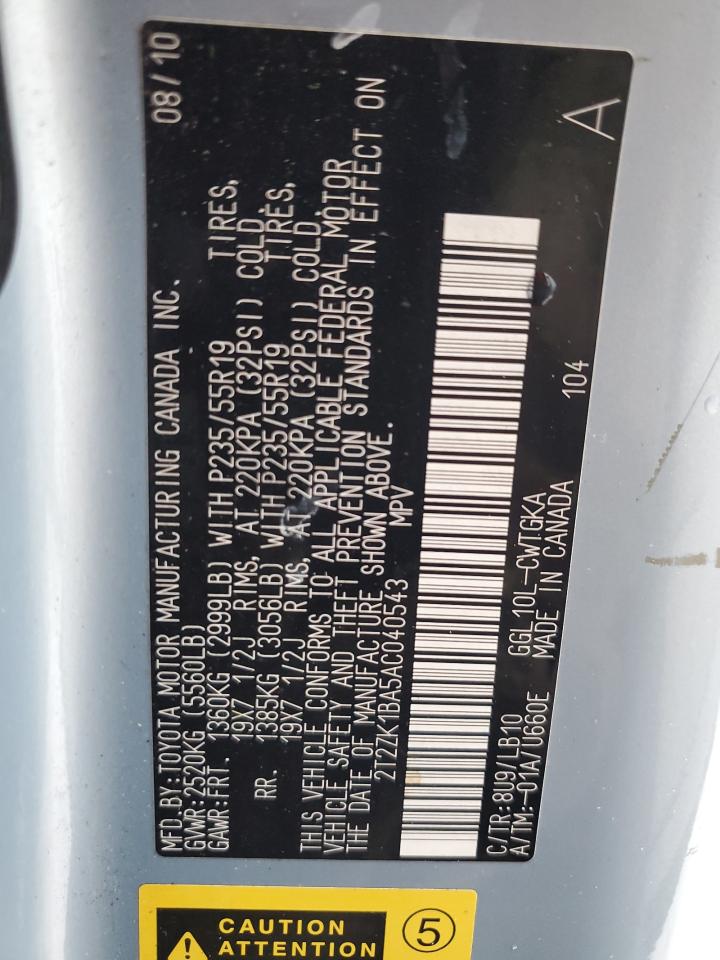 MFD.BY:TOYOTA MOTOR MANUFACTURING CANADA INC. 08/10
GVWR:2520KG (5560LB)
GAWR:FRT. 1360KG (2999LB) WITH P235/55R19 TIRES,
19X7 1/2J RIMS, AT 220KPA (32PSI) COLD.
RR. 1385KG (3056LB) WITH P235/55R19 TIRES,
19X7 1/2J RIMS, AT 220KPA (32PSI) COLD.
THIS VEHICLE CONFORMS TO ALL APPLICABLE FEDERAL MOTOR
VEHICLE SAFETY AND THEFT PREVENTION STANDARDS IN EFFECT ON
THE DATE OF MANUFACTURE SHOWN ABOVE.
2T2ZK1BA5AC040543 MPV
C/TR:8U9/LB10 GGL10L-CWTGKA 104 A
A/TM:-01A/U660E MADE IN CANADA
CAUTION
ATTENTION
5